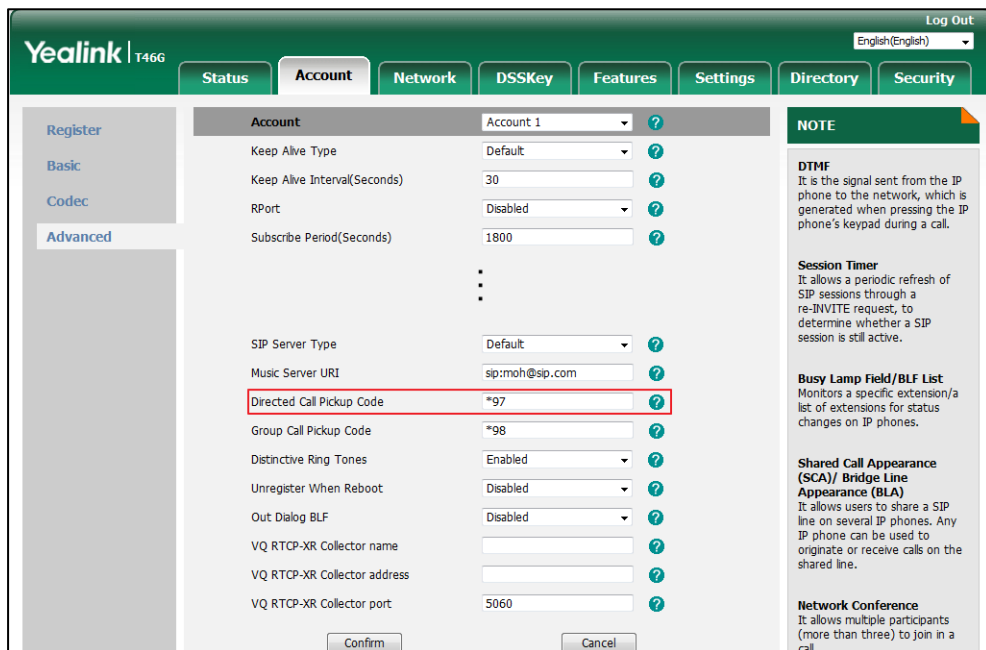 Log Out
Yealink T46G
English(English)
Status Account Network DSSKey Features Settings Directory Security
Register
Basic
Codec
Advanced
Account Account 1 ?
Keep Alive Type Default ?
Keep Alive Interval(Seconds) 30 ?
RPort Disabled ?
Subscribe Period(Seconds) 1800 ?
SIP Server Type Default ?
Music Server URI sip:moh@sip.com ?
Directed Call Pickup Code *97 ?
Group Call Pickup Code *98 ?
Distinctive Ring Tones Enabled ?
Unregister When Reboot Disabled ?
Out Dialog BLF Disabled ?
VQ RTCP-XR Collector name ?
VQ RTCP-XR Collector address ?
VQ RTCP-XR Collector port 5060 ?
Confirm Cancel
NOTE
DTMF
It is the signal sent from the IP
phone to the network, which is
generated when pressing the IP
phone's keypad during a call.
Session Timer
It allows a periodic refresh of
SIP sessions through a
re-INVITE request, to
determine whether a SIP
session is still active.
Busy Lamp Field/BLF List
Monitors a specific extension/a
list of extensions for status
changes on IP phones.
Shared Call Appearance
(SCA)/ Bridge Line
Appearance (BLA)
It allows users to share a SIP
line on several IP phones. Any
IP phone can be used to
originate or receive calls on the
shared line.
Network Conference
It allows multiple participants
(more than three) to join in a
call.